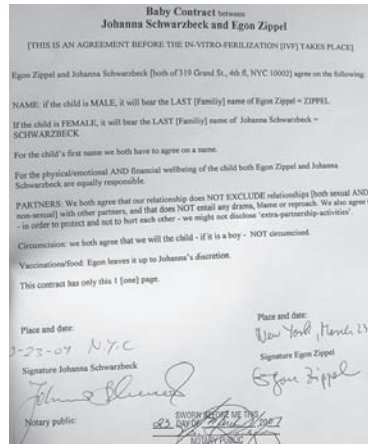 Baby Contract between
Johanna Schwarzbeck and Egon Zippel
[THIS IS AN AGREEMENT BEFORE THE IN-VITRO-FERILIZATION [IVF] TAKES PLACE]
Egon Zippel and Johanna Schwarzbeck [both of 319 Grand St., 4th fl, NYC 10002] agree on the following:
NAME: if the child is MALE, it will bear the LAST [Familiy] name of Egon Zippel = ZIPPEL
If the child is FEMALE, it will bear the LAST [Familiy] name of Johanna Schwarzbeck =
SCHWARZBECK
For the child's first name we both have to agree on a name.
For the physical/emotional AND financial wellbeing of the child both Egon Zippel and Johanna
Schwarzbeck are equally responsible.
PARTNERS: We both agree that our relationship does NOT EXCLUDE relationships [both sexual AND
non-sexual] with other partners, and that does NOT entail any drama, blame or reproach. We also agree
- in order to protect and not to hurt each other - we might not disclose 'extra-partnership-activities'.
Circumcision: we both agree that we will the child - if it is a boy - NOT circumcised.
Vaccinations/food: Egon leaves it up to Johanna's discretion.
This contract has only this 1 [one] page.
Place and date:
-23-07 N.Y.C
Signature Johanna Schwarzbeck
Place and date:
New York, March 23
Signature Egon Zippel
Egon Zippel
Notary public:
SWORN BEFORE ME THIS
23 DAY OF March 2007
NOTARY PUBLIC